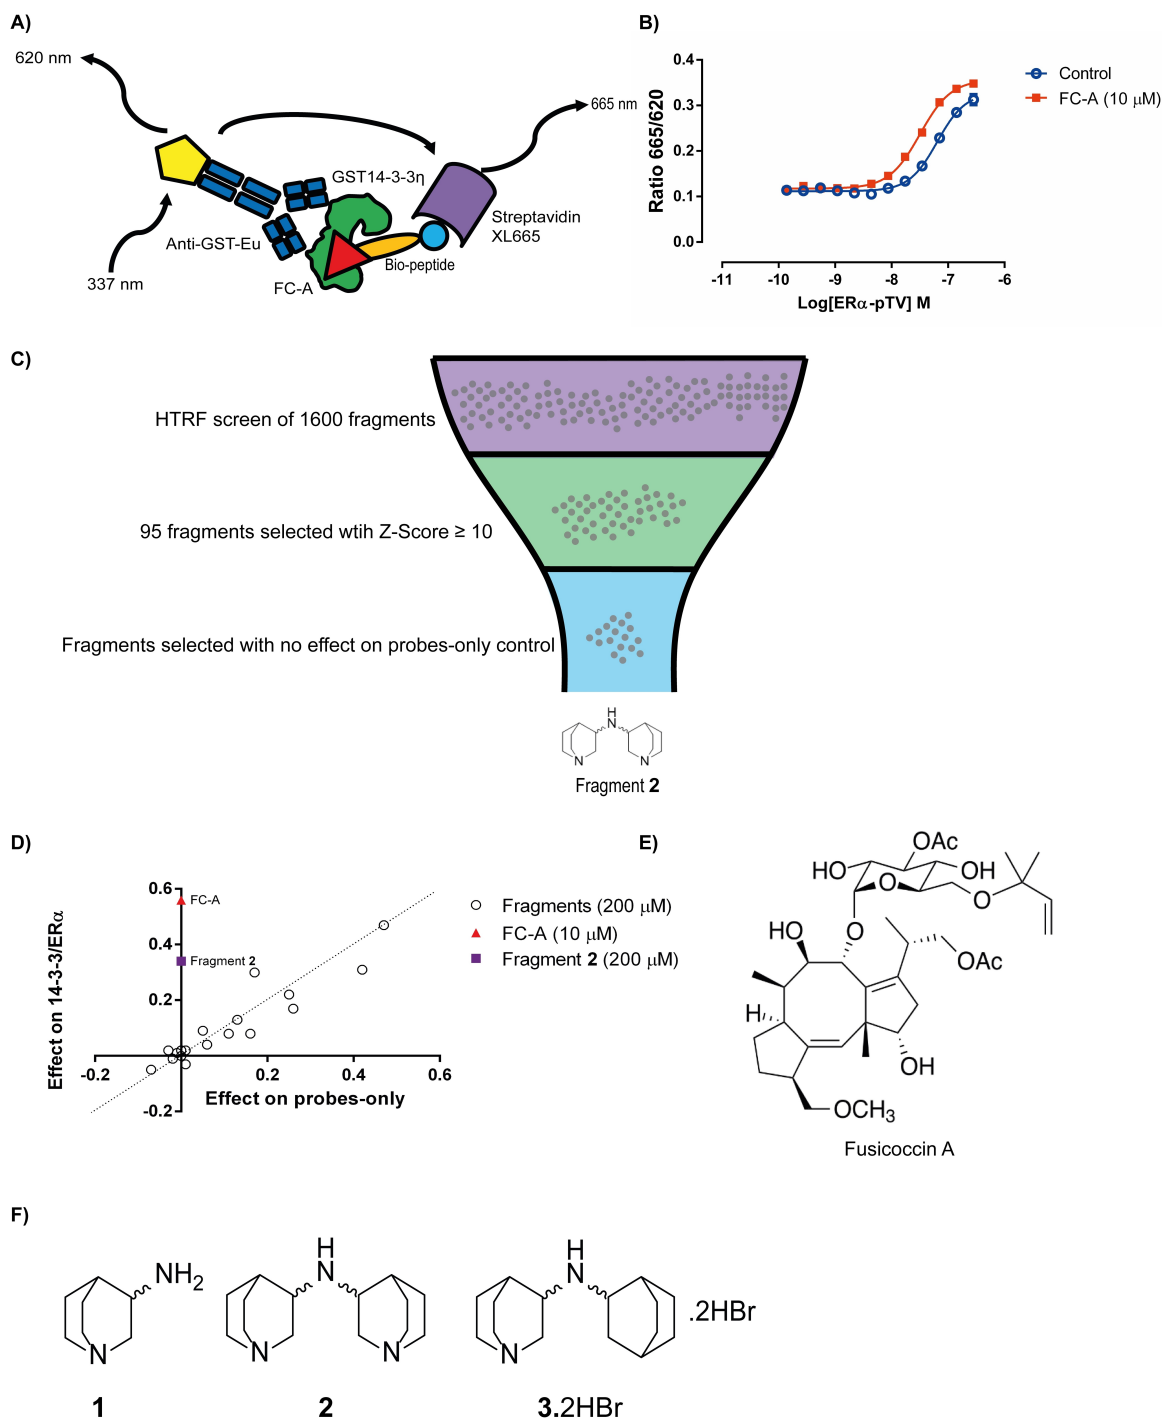 A)
620 nm
665 nm
GST14-3-3η
Streptavidin
XL665
Anti-GST-Eu
Bio-peptide
337 nm
FC-A
B)
0.4
0.3
0.2
0.1
0.0
Ratio 665/620
-11
-10
-9
-8
-7
-6
Log[ERα-pTV] M
Control
FC-A (10 μM)
C)
HTRF screen of 1600 fragments
95 fragments selected wtih Z-Score ≥ 10
Fragments selected with no effect on probes-only control
H
N
N
N
Fragment 2
D)
0.6
0.4
0.2
-0.2
-0.2
0.2
0.4
0.6
Effect on 14-3-3/ERα
Effect on probes-only
FC-A
Fragment 2
Fragments (200 μM)
FC-A (10 μM)
Fragment 2 (200 μM)
E)
OAc
HO
OH
O
O
O
HO
OAc
H
OH
OCH3
Fusicoccin A
F)
NH2
N
1
H
N
N
N
2
H
N
N
.2HBr
3.2HBr